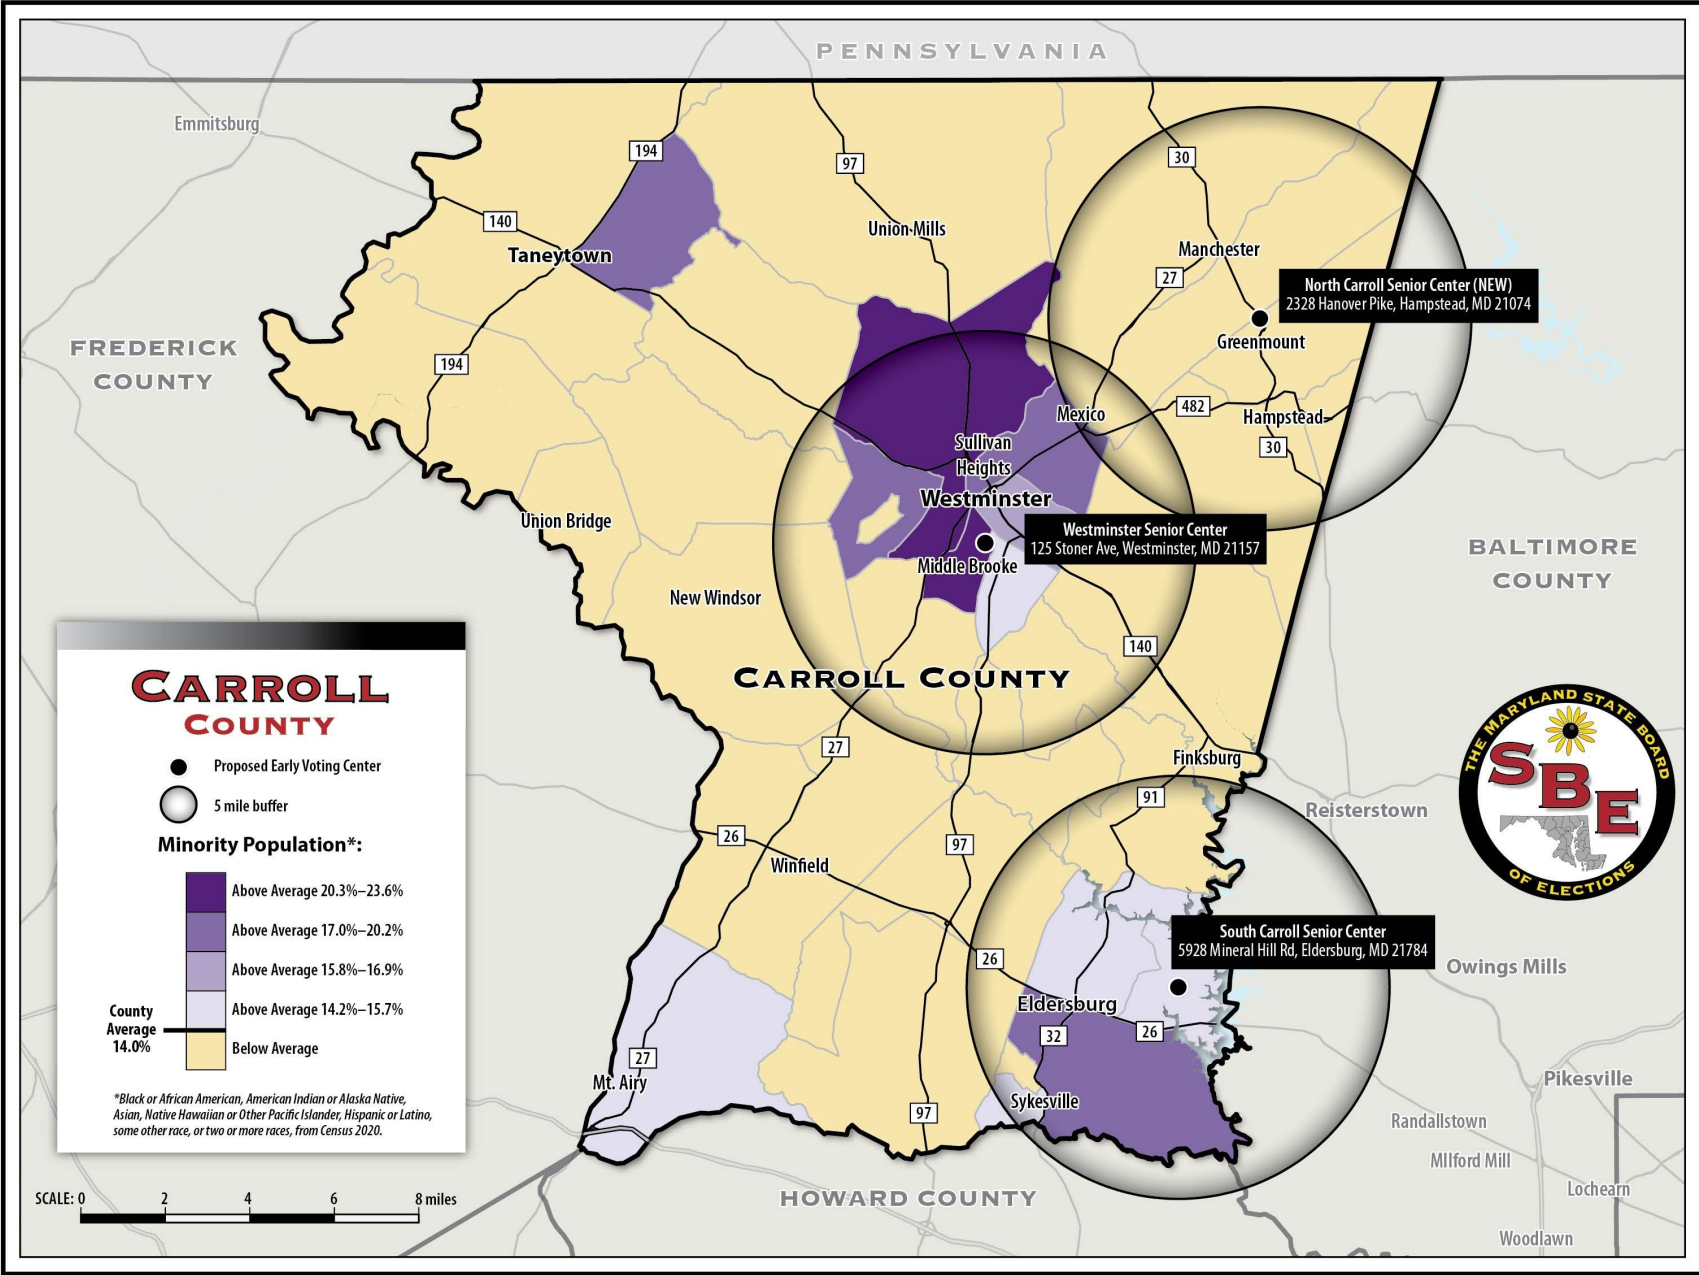 PENNSYLVANIA
Emmitsburg
194
97
30
140
Taneytown
Union Mills
Manchester
27
North Carroll Senior Center (NEW)
2328 Hanover Pike, Hampstead, MD 21074
Greenmount
FREDERICK
COUNTY
194
Mexico
482
Hampstead
30
Sullivan
Heights
Westminster
Union Bridge
Westminster Senior Center
125 Stoner Ave, Westminster, MD 21157
Middle Brooke
BALTIMORE
COUNTY
New Windsor
140
CARROLL COUNTY
27
Finksburg
91
Reisterstown
26
97
Winfield
THE MARYLAND STATE BOARD
SBE
OF ELECTIONS
South Carroll Senior Center
5928 Mineral Hill Rd, Eldersburg, MD 21784
26
Owings Mills
Eldersburg
32
26
27
Mt. Airy
Sykesville
97
Pikesville
Randallstown
MIlford Mill
Lochearn
Woodlawn
HOWARD COUNTY
CARROLL
COUNTY
Proposed Early Voting Center
5 mile buffer
Minority Population*:
Above Average 20.3%–23.6%
Above Average 17.0%–20.2%
Above Average 15.8%–16.9%
Above Average 14.2%–15.7%
County
Average
14.0%
Below Average
*Black or African American, American Indian or Alaska Native,
Asian, Native Hawaiian or Other Pacific Islander, Hispanic or Latino,
some other race, or two or more races, from Census 2020.
SCALE: 0 2 4 6 8 miles